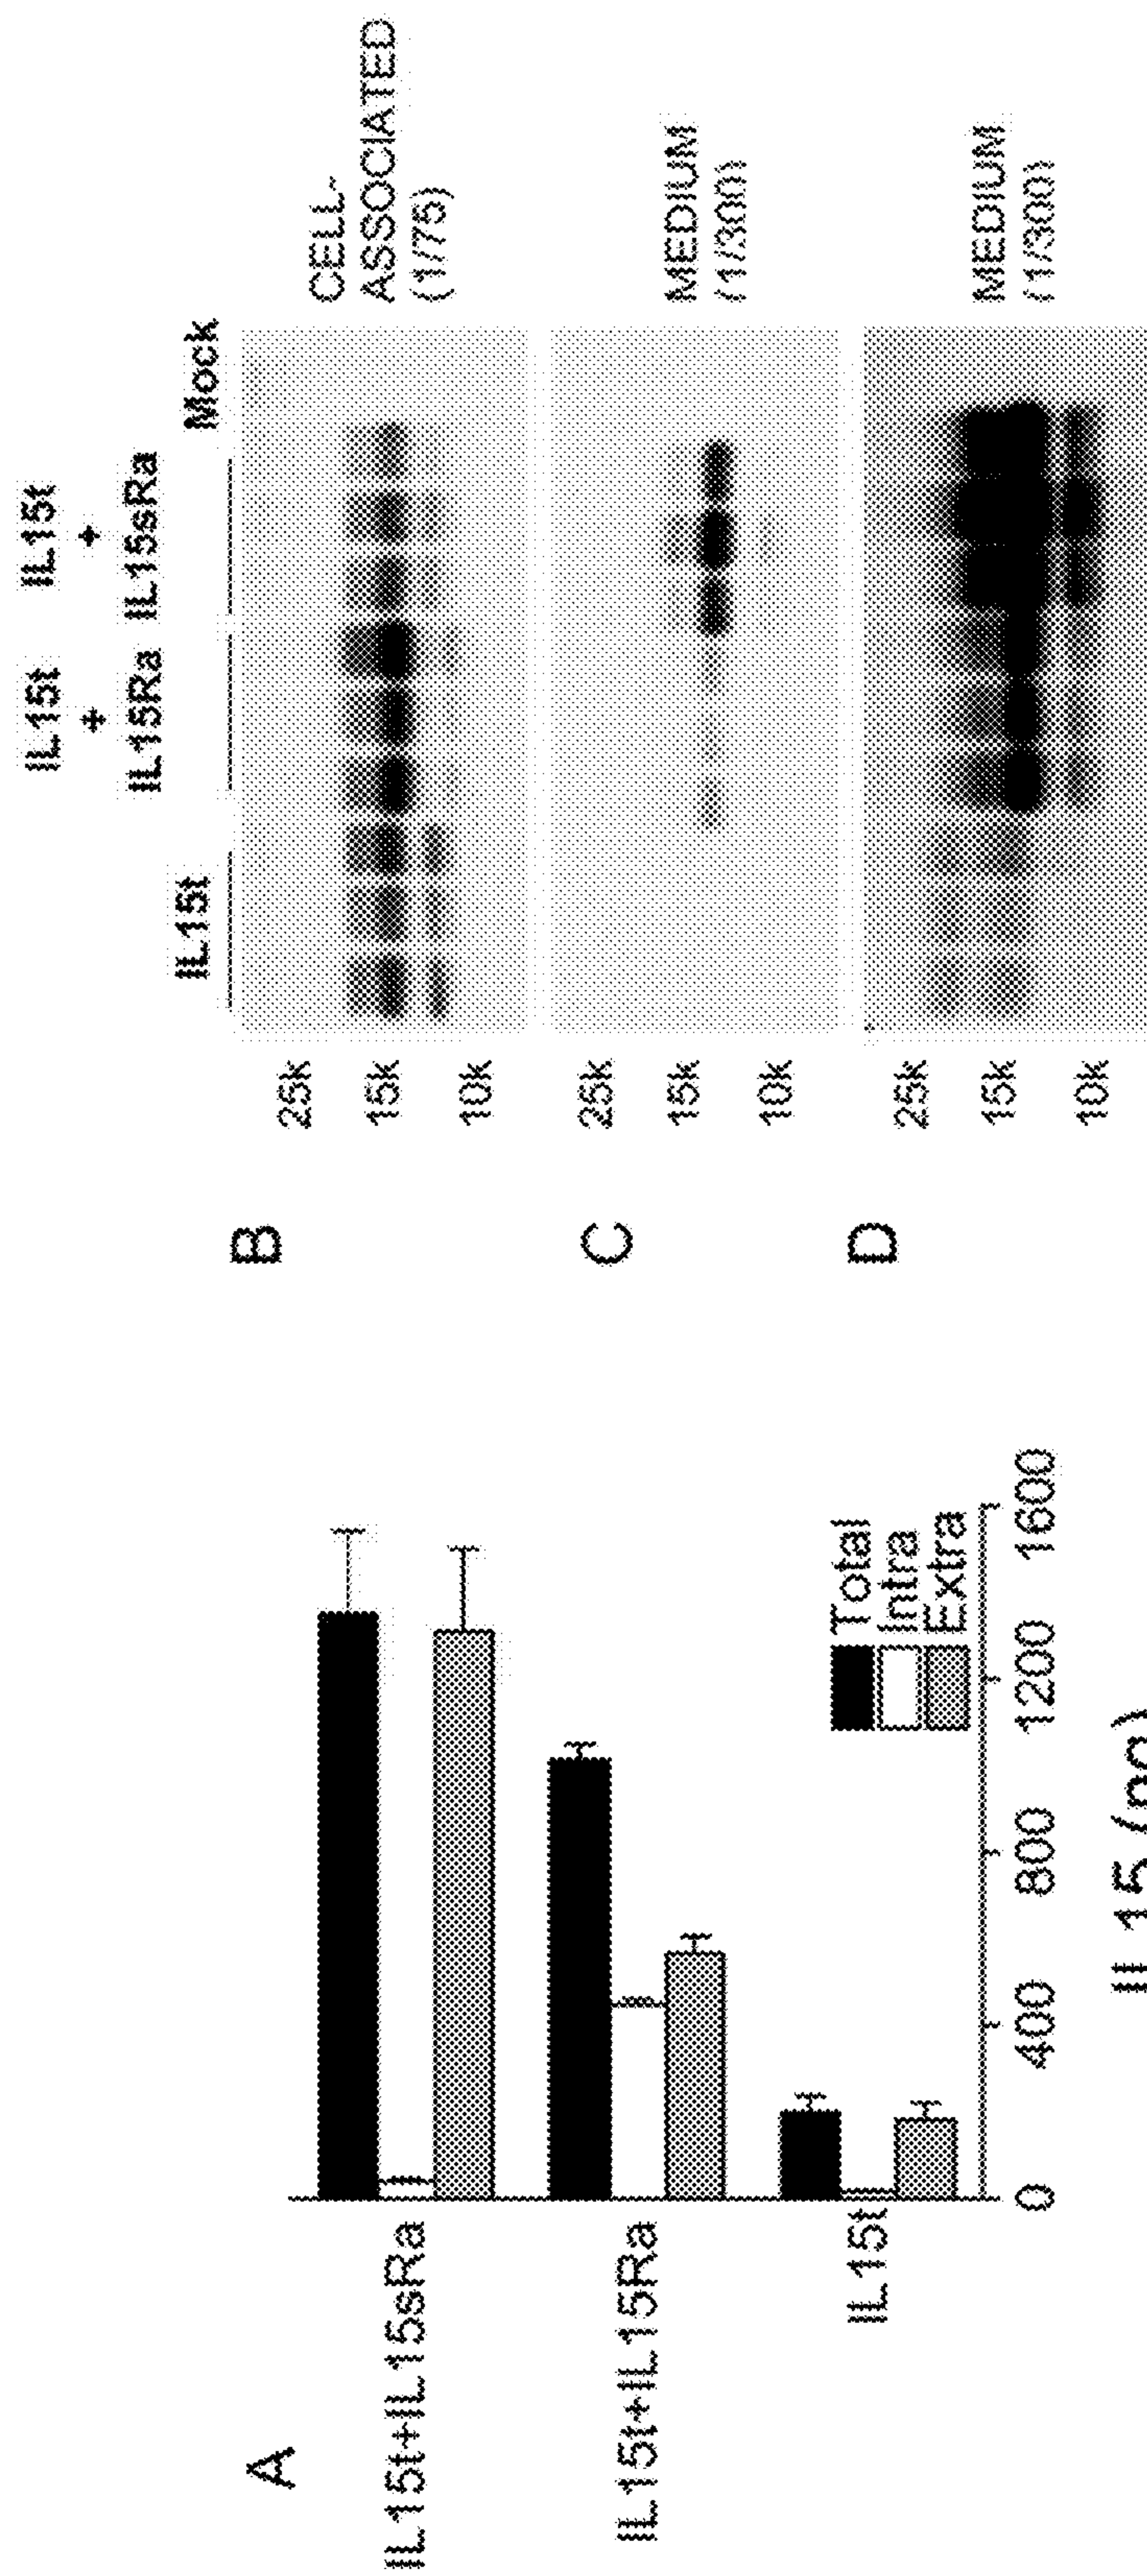 A
IL15t+IL15sRa
IL15t+IL15Ra
IL15t
0
400
800
1200
1600
IL15 (ng)
Total
Intra
Extra
IL15t
IL15t
+
IL15Ra
IL15t
+
IL15sRa
Mock
B
25k
15k
10k
CELL-
ASSOCIATED
(1/75)
C
25k
15k
10k
MEDIUM
(1/300)
D
25k
15k
10k
MEDIUM
(1/300)